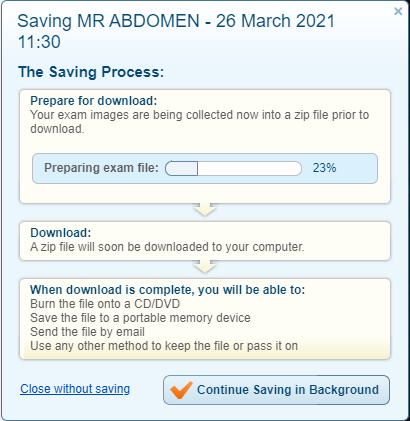 Saving MR ABDOMEN - 26 March 2021
11:30
The Saving Process:
Prepare for download:
Your exam images are being collected now into a zip file prior to
download.
Preparing exam file: 23%
Download:
A zip file will soon be downloaded to your computer.
When download is complete, you will be able to:
Burn the file onto a CD/DVD
Save the file to a portable memory device
Send the file by email
Use any other method to keep the file or pass it on
Close without saving
Continue Saving in Background